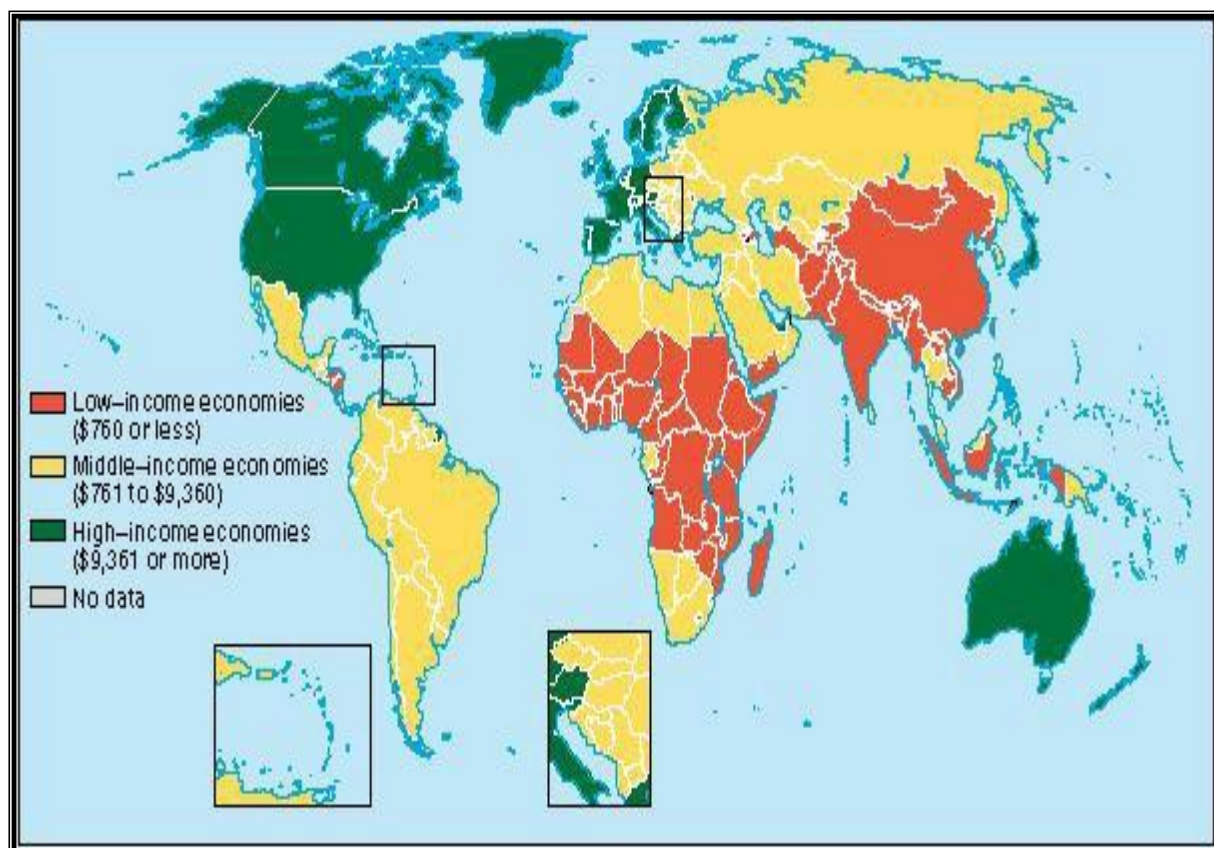 Low–income economies
($760 or less)
Middle–income economies
($761 to $9,360)
High–income economies
($9,361 or more)
No data